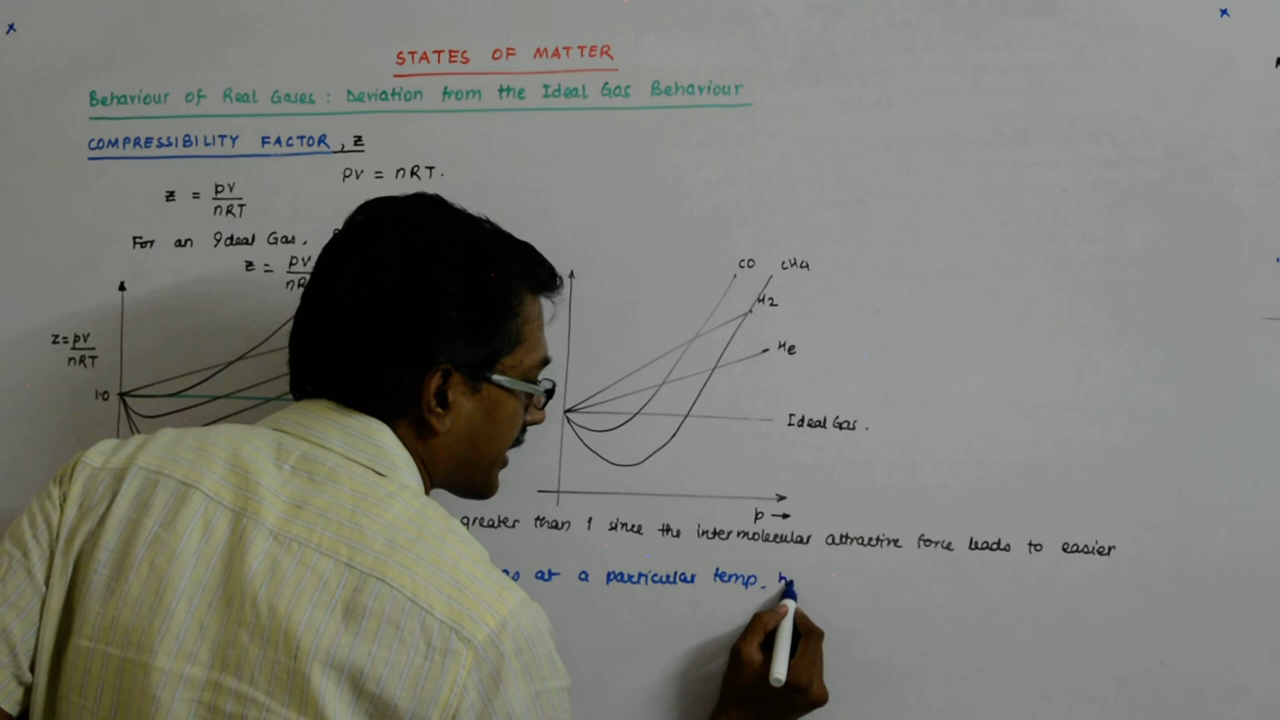 STATES OF MATTER
Behaviour of Real Gases : Deviation from the Ideal Gas Behaviour
COMPRESSIBILITY FACTOR, Z
PV = nRT.
Z = PV/nRT
For an Ideal Gas,
Z = PV
CO CH4
H2
Z=PV/nRT
He
1.0
Ideal Gas.
p →
greater than 1 since the intermolecular attractive force leads to easier
at a particular temp,